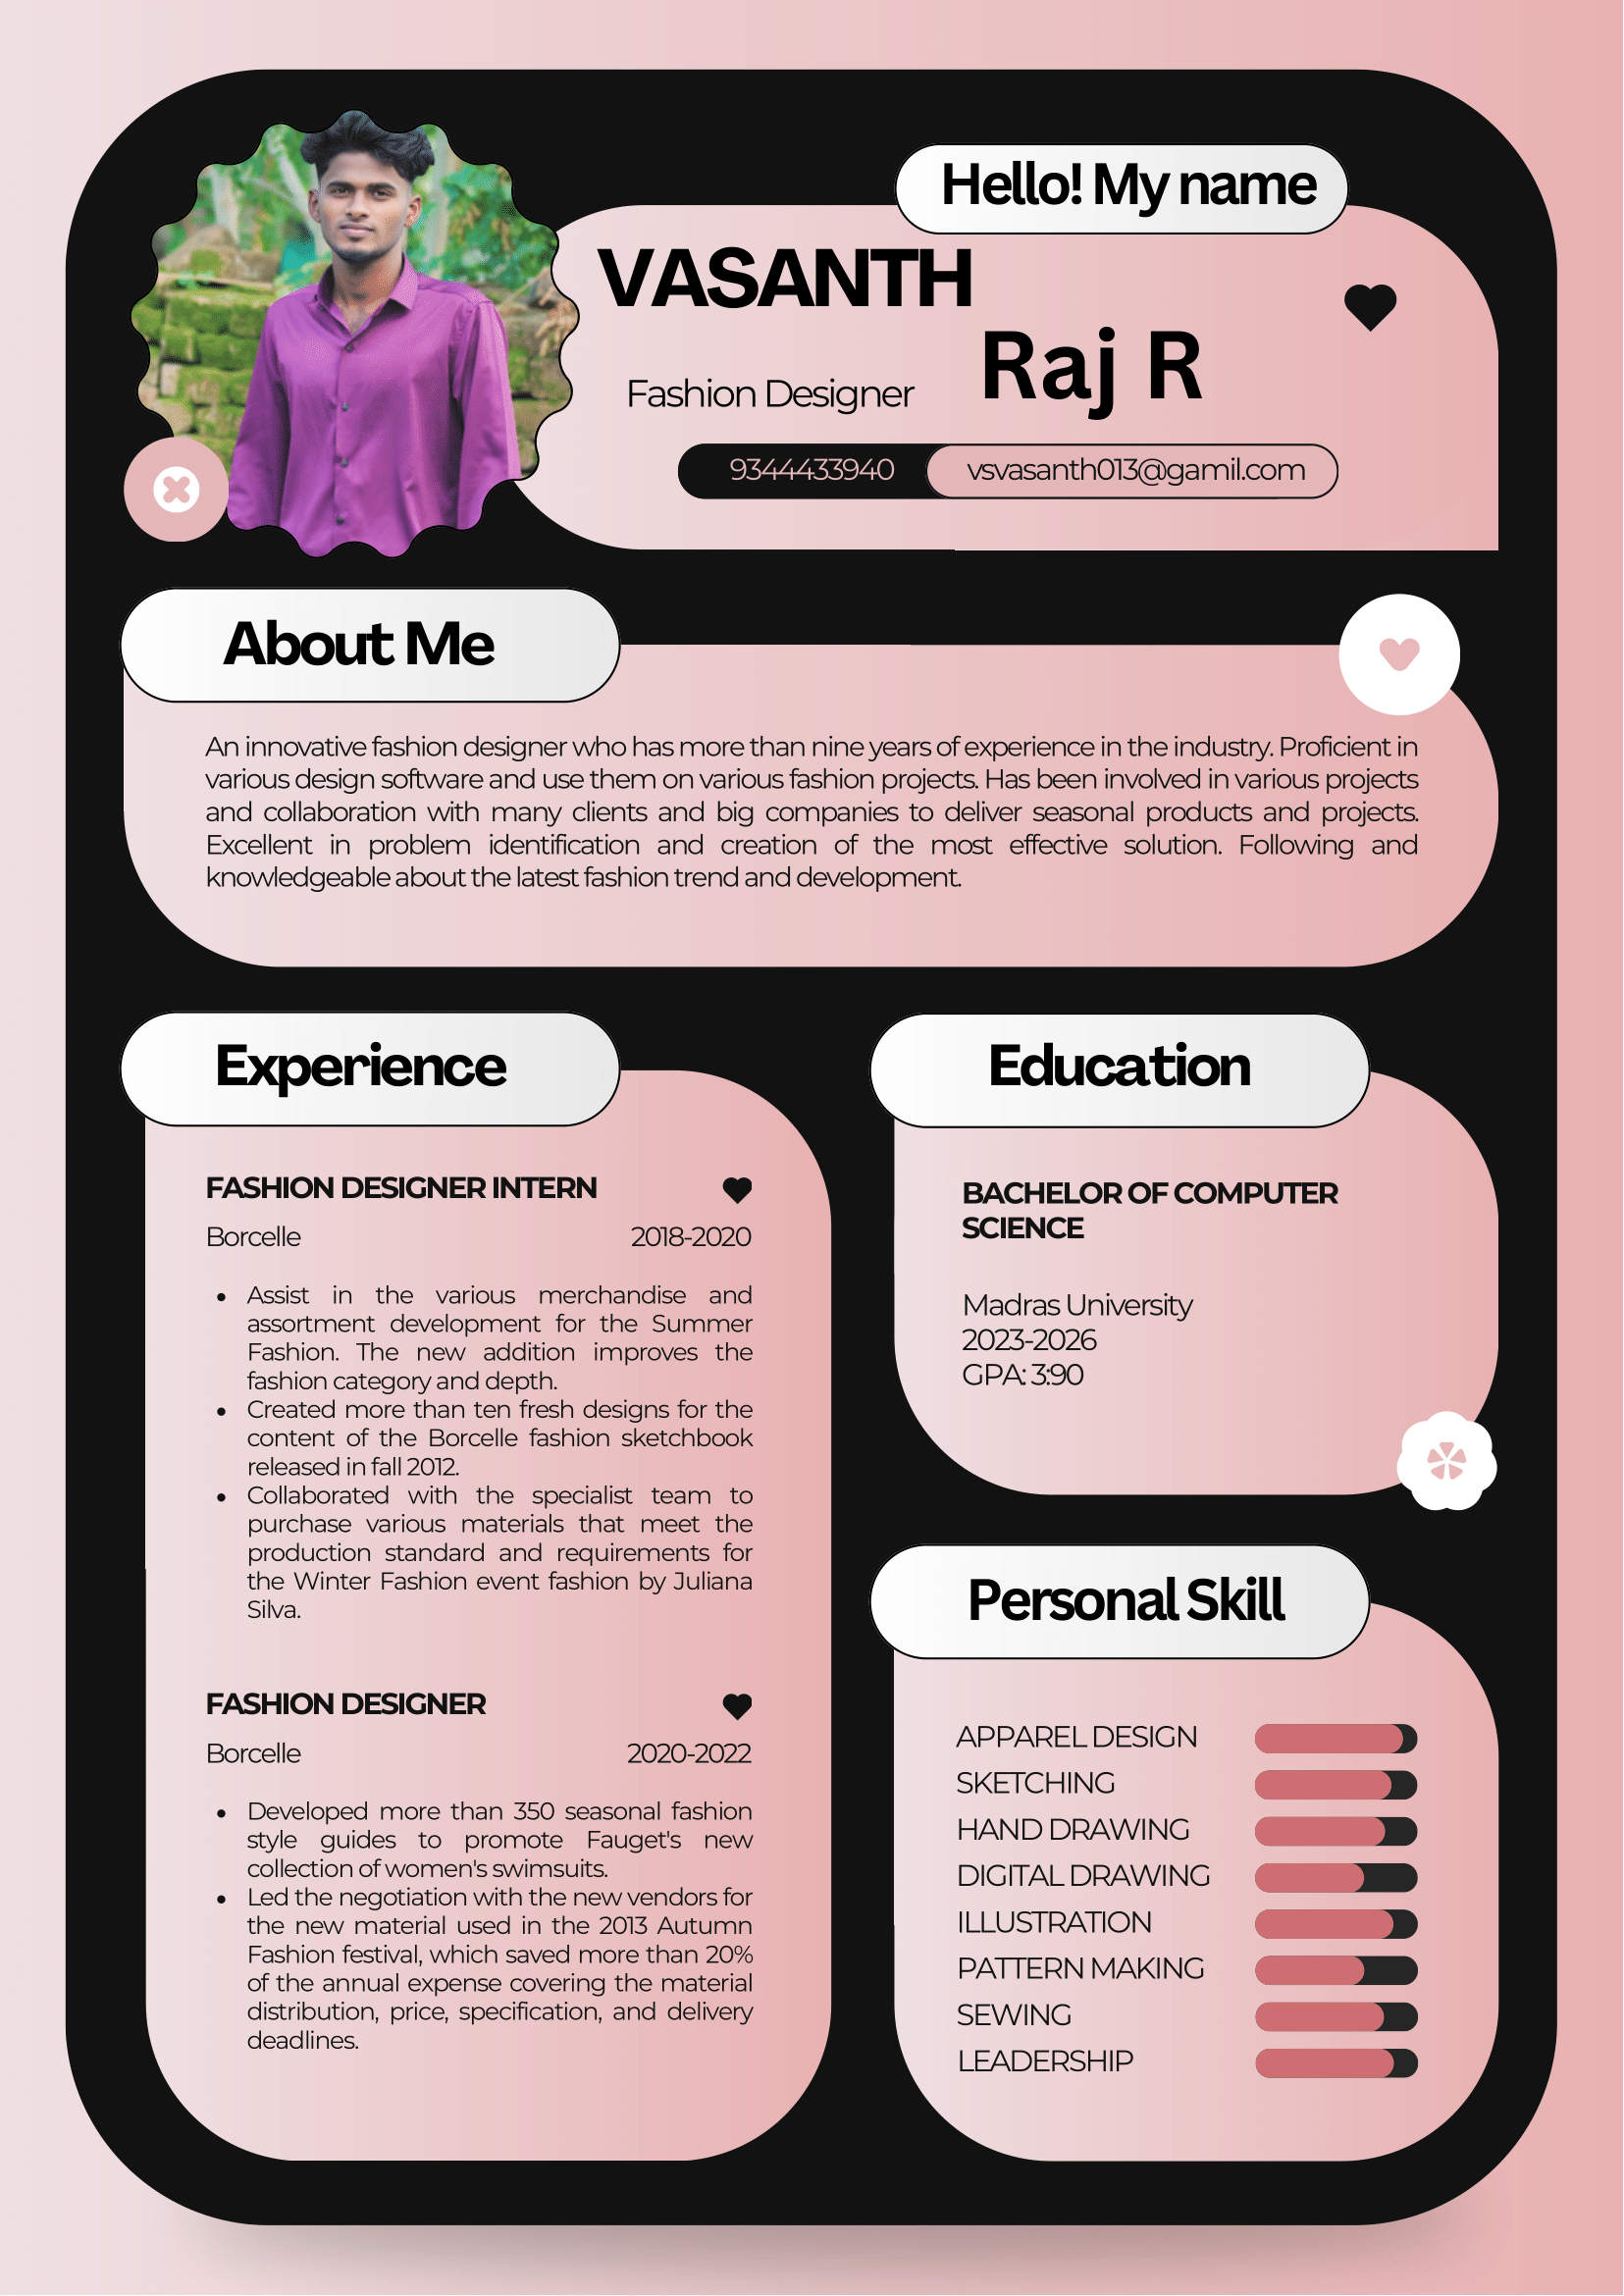 Hello! My name
VASANTH
Raj R
Fashion Designer
9344433940
vsvasanth013@gamil.com
About Me
An innovative fashion designer who has more than nine years of experience in the industry. Proficient in
various design software and use them on various fashion projects. Has been involved in various projects
and collaboration with many clients and big companies to deliver seasonal products and projects.
Excellent in problem identification and creation of the most effective solution. Following and
knowledgeable about the latest fashion trend and development.
Experience
FASHION DESIGNER INTERN
Borcelle 2018-2020
• Assist in the various merchandise and
assortment development for the Summer
Fashion. The new addition improves the
fashion category and depth.
• Created more than ten fresh designs for the
content of the Borcelle fashion sketchbook
released in fall 2012.
• Collaborated with the specialist team to
purchase various materials that meet the
production standard and requirements for
the Winter Fashion event fashion by Juliana
Silva.
FASHION DESIGNER
Borcelle 2020-2022
• Developed more than 350 seasonal fashion
style guides to promote Fauget's new
collection of women's swimsuits.
• Led the negotiation with the new vendors for
the new material used in the 2013 Autumn
Fashion festival, which saved more than 20%
of the annual expense covering the material
distribution, price, specification, and delivery
deadlines.
Education
BACHELOR OF COMPUTER
SCIENCE
Madras University
2023-2026
GPA: 3:90
Personal Skill
APPAREL DESIGN
SKETCHING
HAND DRAWING
DIGITAL DRAWING
ILLUSTRATION
PATTERN MAKING
SEWING
LEADERSHIP